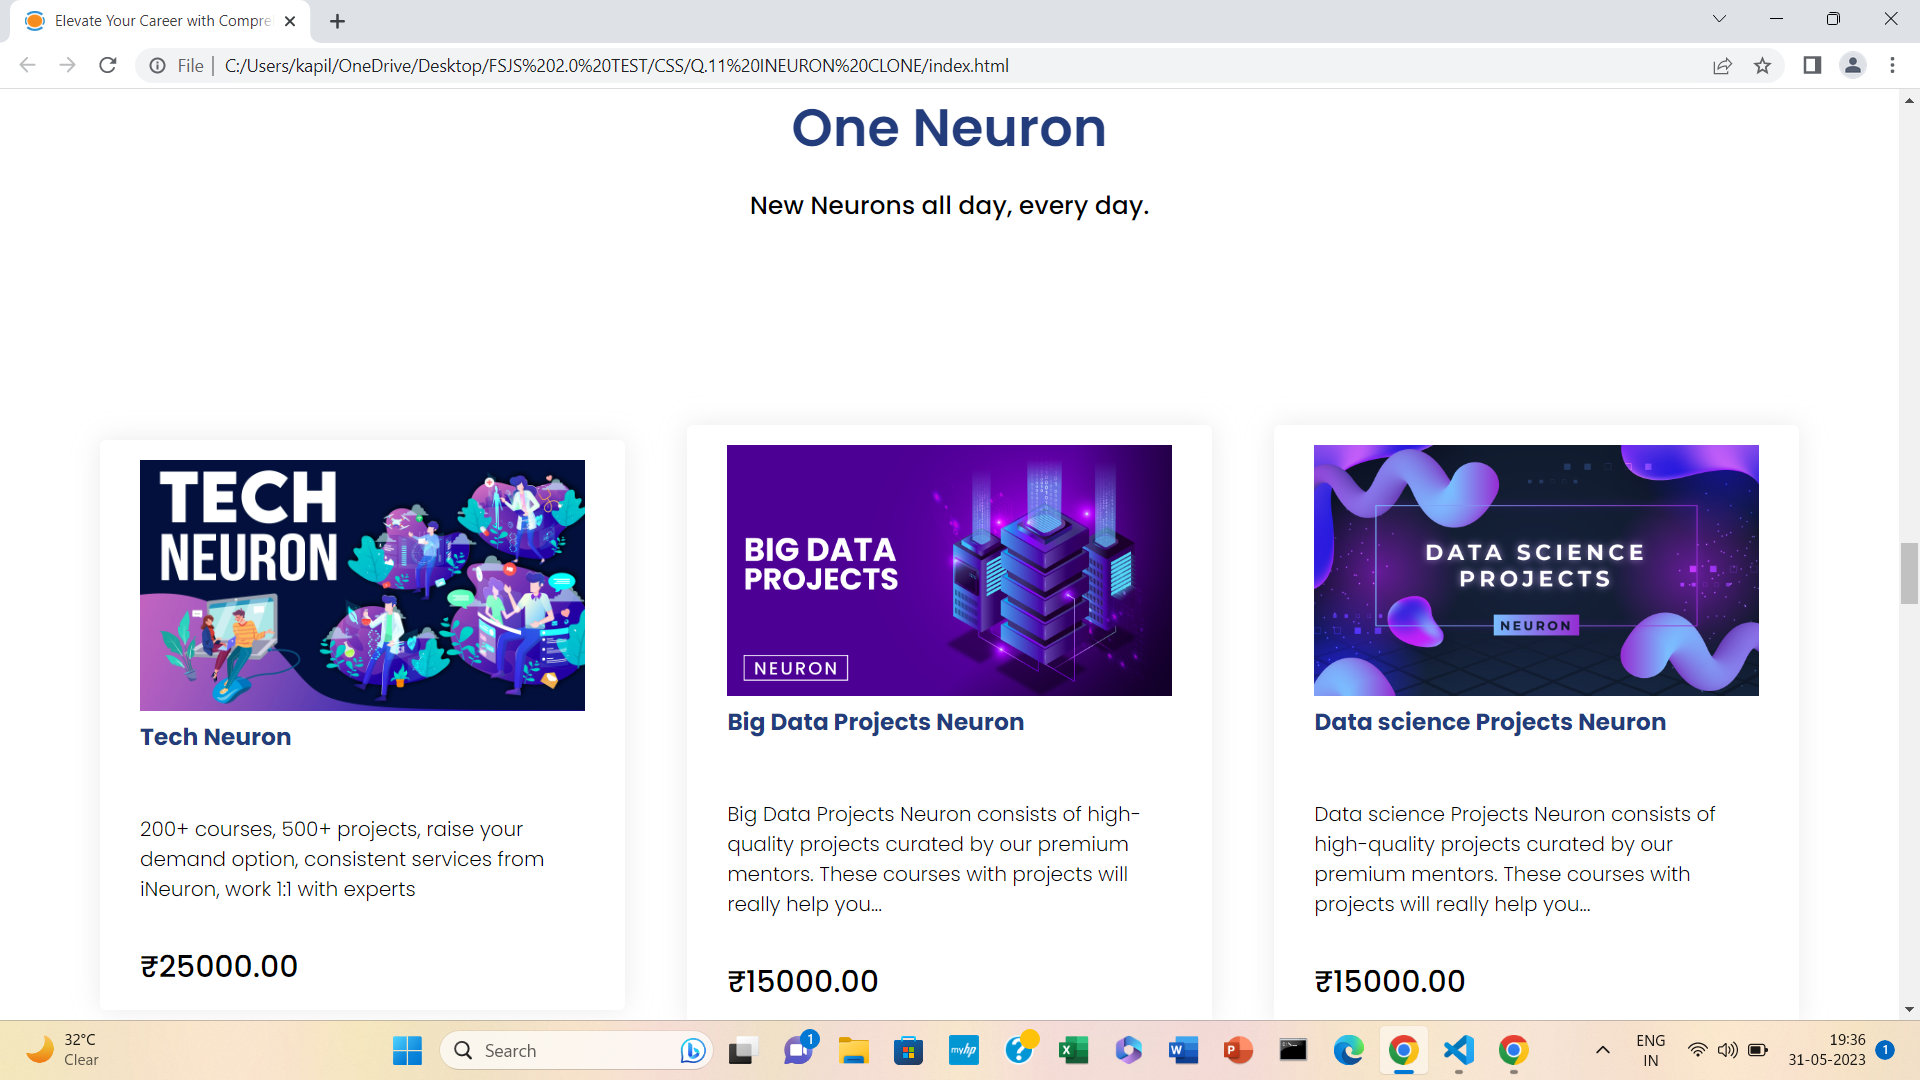 Elevate Your Career with Compre
File
C:/Users/kapil/OneDrive/Desktop/FSJS%202.0%20TEST/CSS/Q.11%20INEURON%20CLONE/index.html
One Neuron
New Neurons all day, every day.
TECH
NEURON
Tech Neuron
200+ courses, 500+ projects, raise your
demand option, consistent services from
iNeuron, work 1:1 with experts
₹25000.00
BIG DATA
PROJECTS
NEURON
Big Data Projects Neuron
Big Data Projects Neuron consists of high-
quality projects curated by our premium
mentors. These courses with projects will
really help you...
₹15000.00
DATA SCIENCE
PROJECTS
NEURON
Data science Projects Neuron
Data science Projects Neuron consists of
high-quality projects curated by our
premium mentors. These courses with
projects will really help you...
₹15000.00
32°C
Clear
Search
1
myhp
ENG
IN
19:36
31-05-2023
1